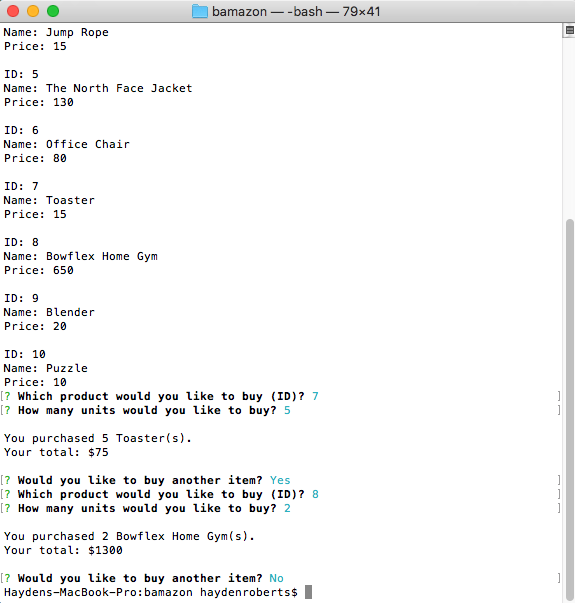 bamazon — -bash — 79×41
Name: Jump Rope
Price: 15
ID: 5
Name: The North Face Jacket
Price: 130
ID: 6
Name: Office Chair
Price: 80
ID: 7
Name: Toaster
Price: 15
ID: 8
Name: Bowflex Home Gym
Price: 650
ID: 9
Name: Blender
Price: 20
ID: 10
Name: Puzzle
Price: 10
[? Which product would you like to buy (ID)? 7 ]
[? How many units would you like to buy? 5 ]
You purchased 5 Toaster(s).
Your total: $75
[? Would you like to buy another item? Yes ]
[? Which product would you like to buy (ID)? 8 ]
[? How many units would you like to buy? 2 ]
You purchased 2 Bowflex Home Gym(s).
Your total: $1300
[? Would you like to buy another item? No ]
Haydens-MacBook-Pro:bamazon haydenroberts$